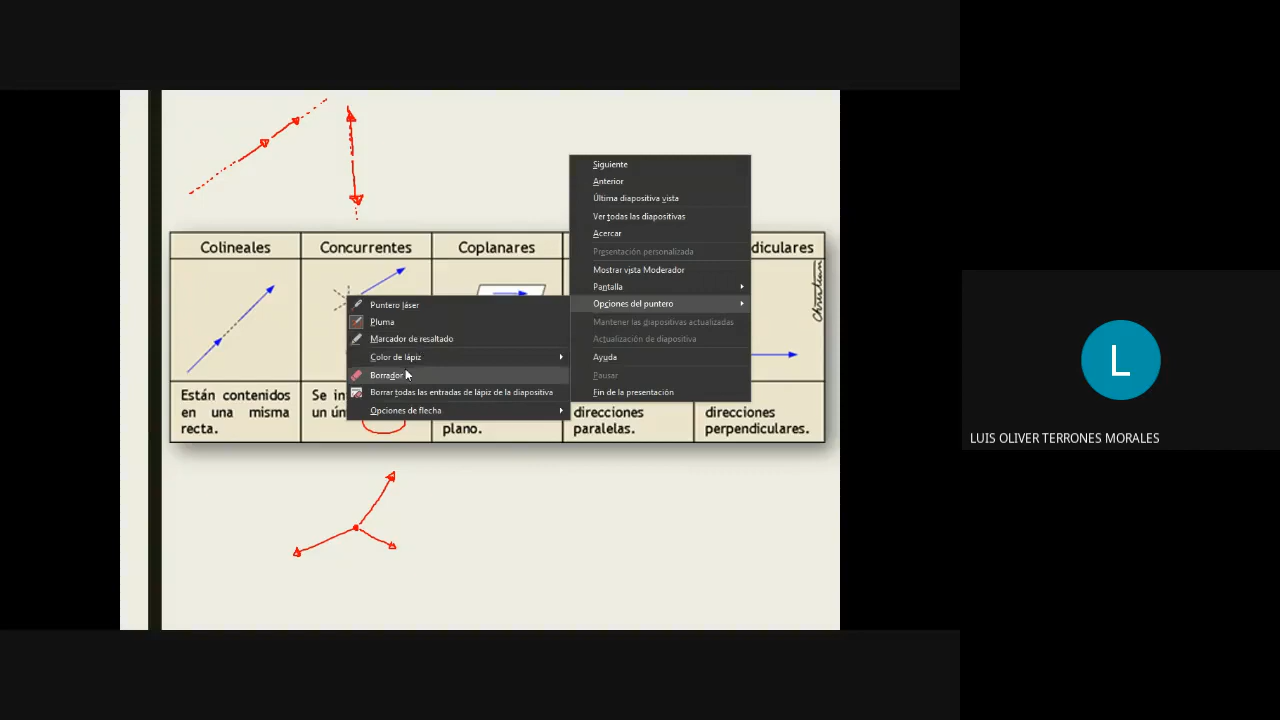 Siguiente
Anterior
Última diapositiva vista
Ver todas las diapositivas
Acercar
Presentación personalizada
Mostrar vista Moderador
Pantalla
Opciones del puntero
Mantener las diapositivas actualizadas
Actualización de diapositiva
Ayuda
Pausar
Fin de la presentación
Colineales
Concurrentes
Coplanares
diculares
Puntero láser
Pluma
Marcador de resaltado
Color de lápiz
Borrador
Borrar todas las entradas de lápiz de la diapositiva
Opciones de flecha
Están contenidos
en una misma
recta.
Se in
un ún
plano.
direcciones
paralelas.
direcciones
perpendiculares.
L
LUIS OLIVER TERRONES MORALES